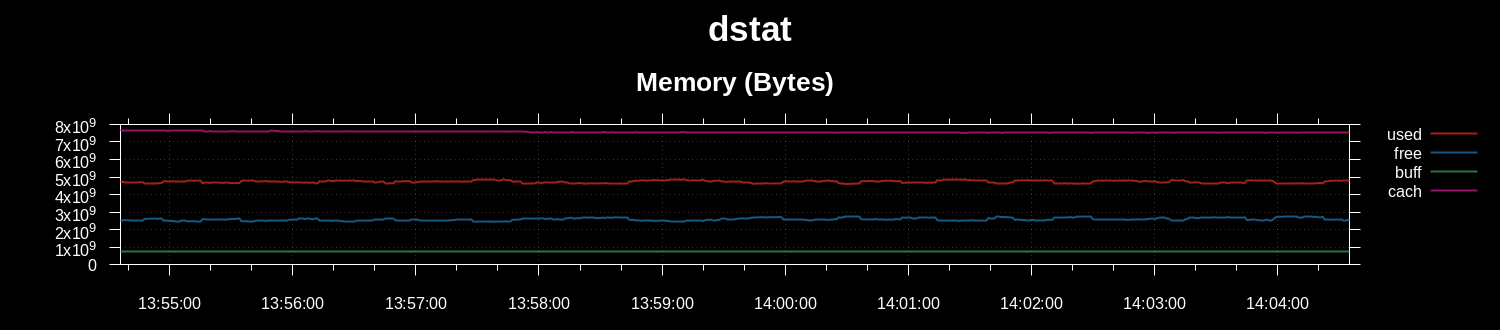 dstat
Memory (Bytes)
8x10⁹
7x10⁹
6x10⁹
5x10⁹
4x10⁹
3x10⁹
2x10⁹
1x10⁹
0
13:55:00 13:56:00 13:57:00 13:58:00 13:59:00 14:00:00 14:01:00 14:02:00 14:03:00 14:04:00
used
free
buff
cach